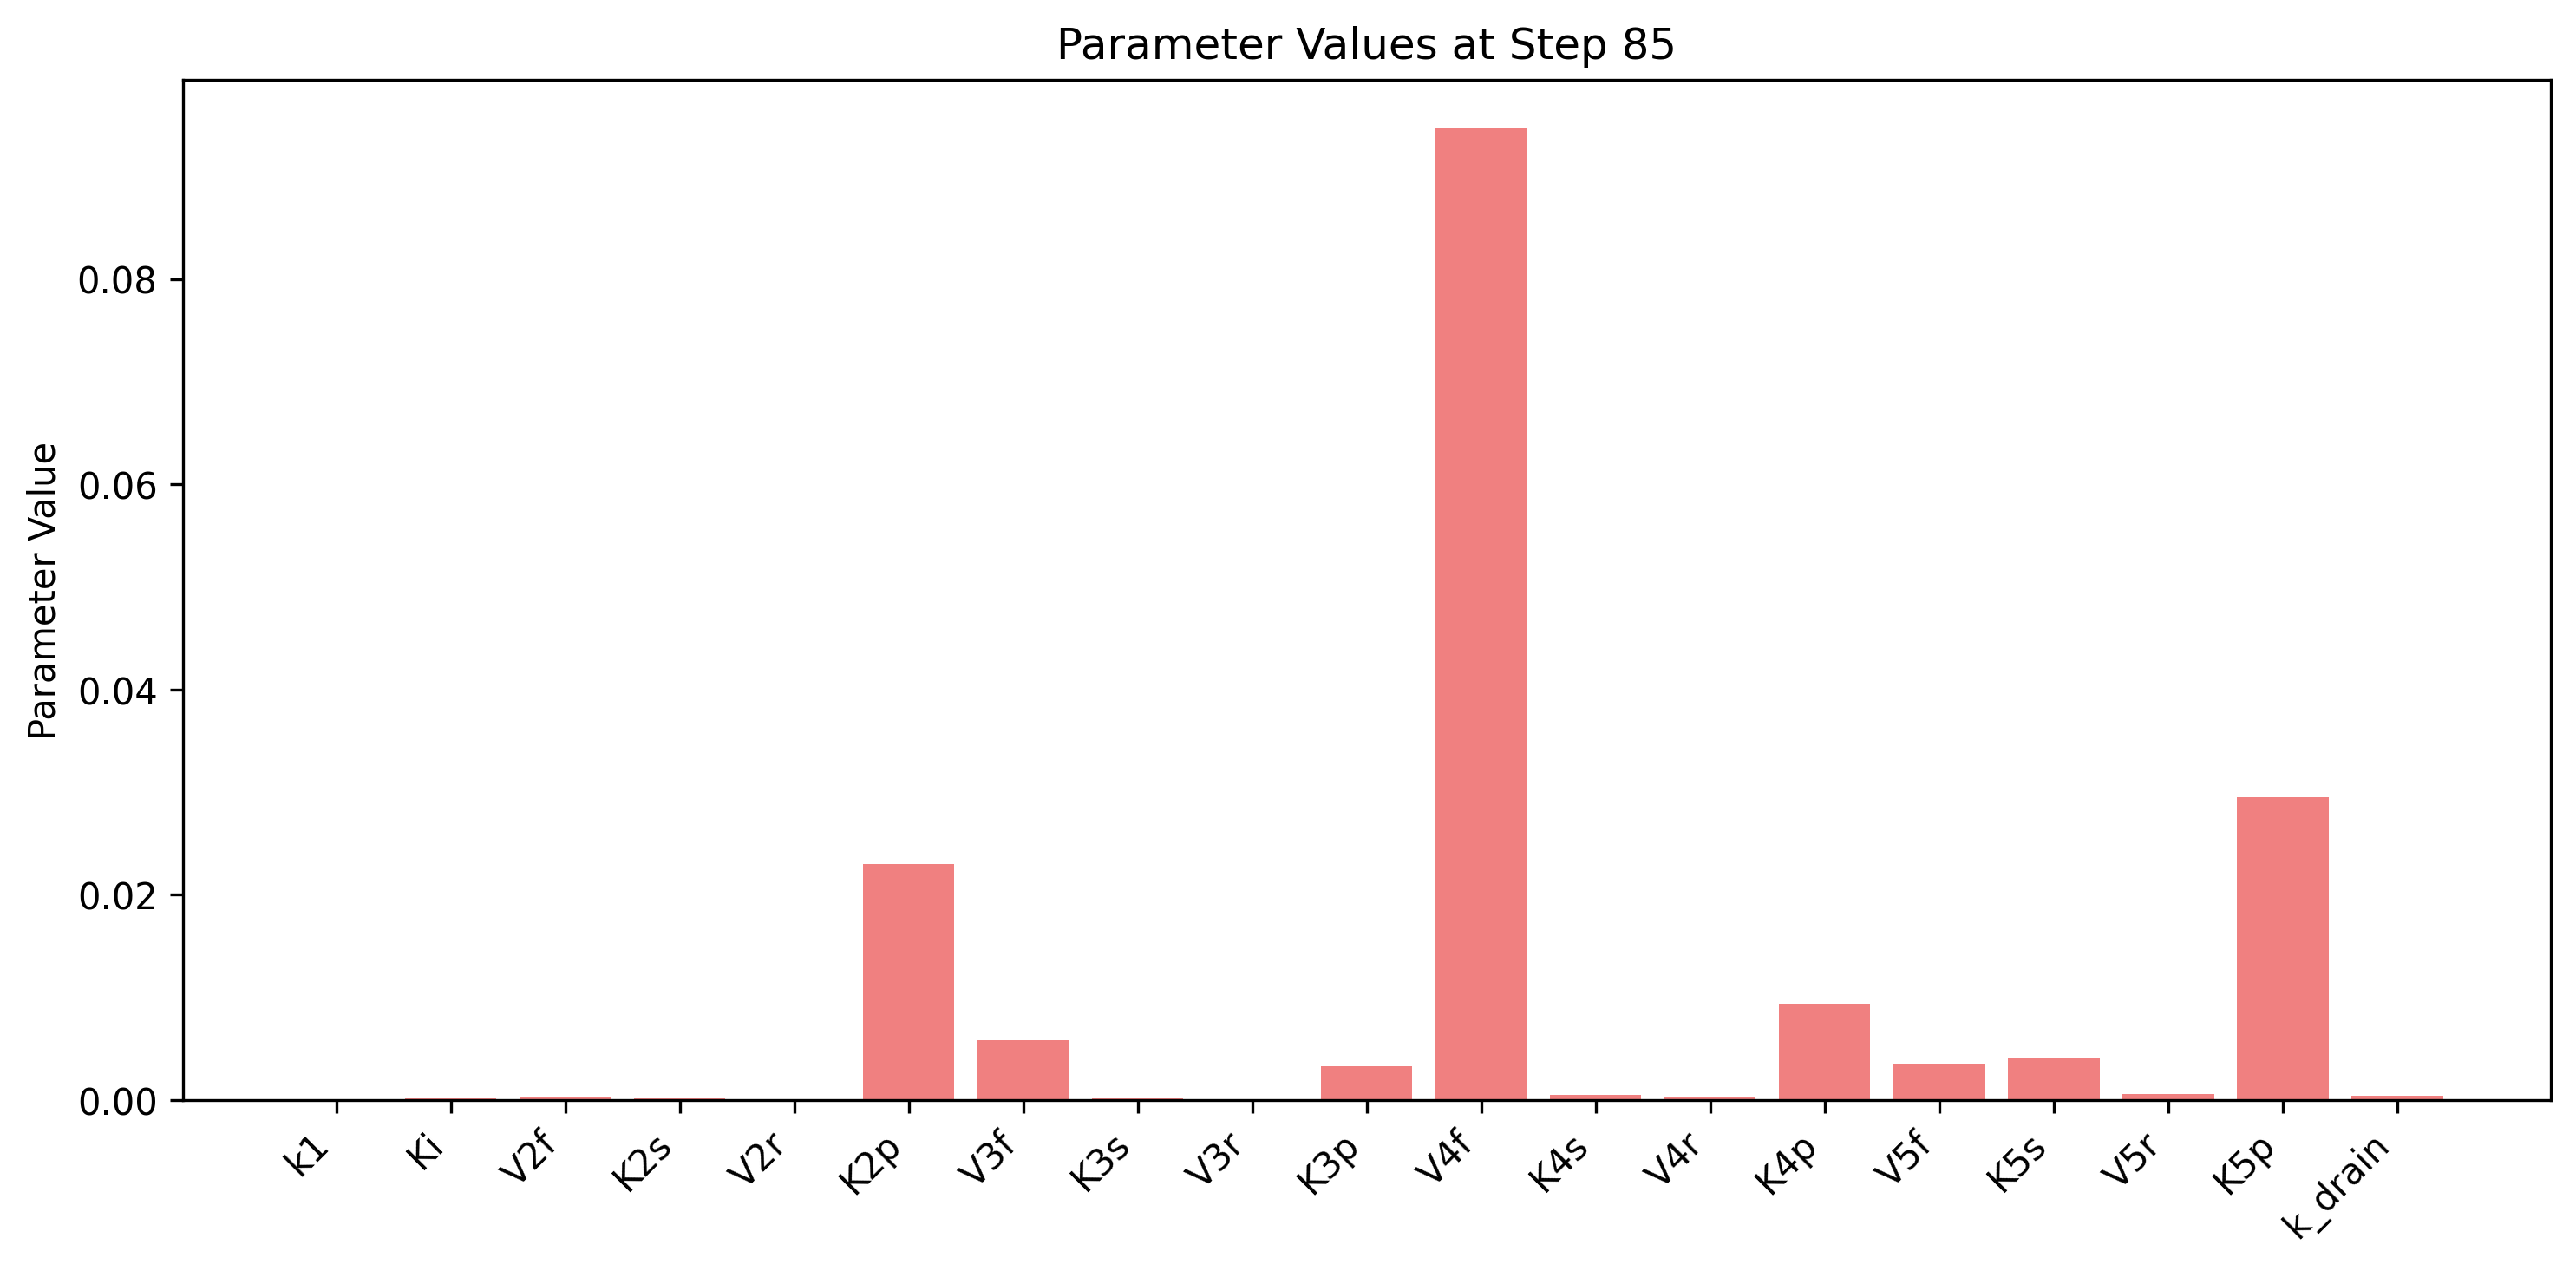 Parameter Values at Step 85
Parameter Value
0.08
0.06
0.04
0.02
0.00
k1
Ki
V2f
K2s
V2r
K2p
V3f
K3s
V3r
K3p
V4f
K4s
V4r
K4p
V5f
K5s
V5r
K5p
k_drain